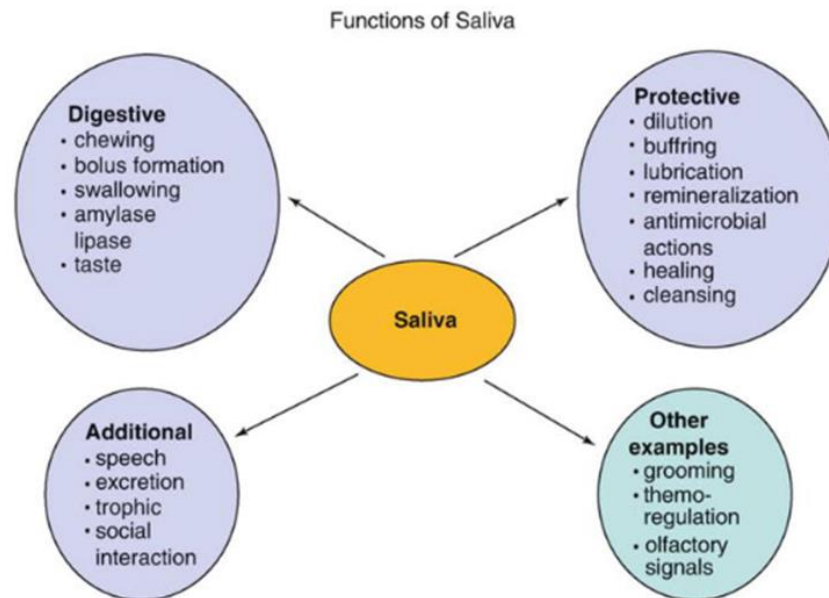 Functions of Saliva
Digestive
• chewing
• bolus formation
• swallowing
• amylase
lipase
• taste
Protective
• dilution
• buffring
• lubrication
• remineralization
• antimicrobial
actions
• healing
• cleansing
Saliva
Additional
• speech
• excretion
• trophic
• social
interaction
Other
examples
• grooming
• themo-
regulation
• olfactory
signals